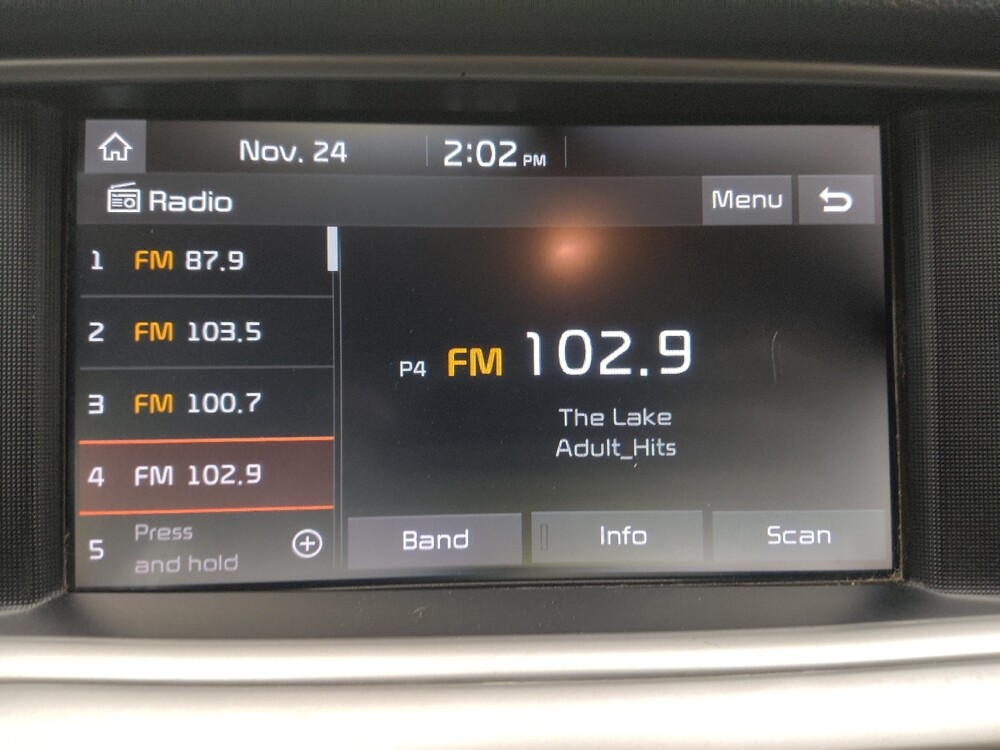 Nov. 24 2:02 PM
Radio Menu
1 FM 87.9
2 FM 103.5
3 FM 100.7
4 FM 102.9
5 Press
and hold
P4 FM 102.9
The Lake
Adult_Hits
Band Info Scan